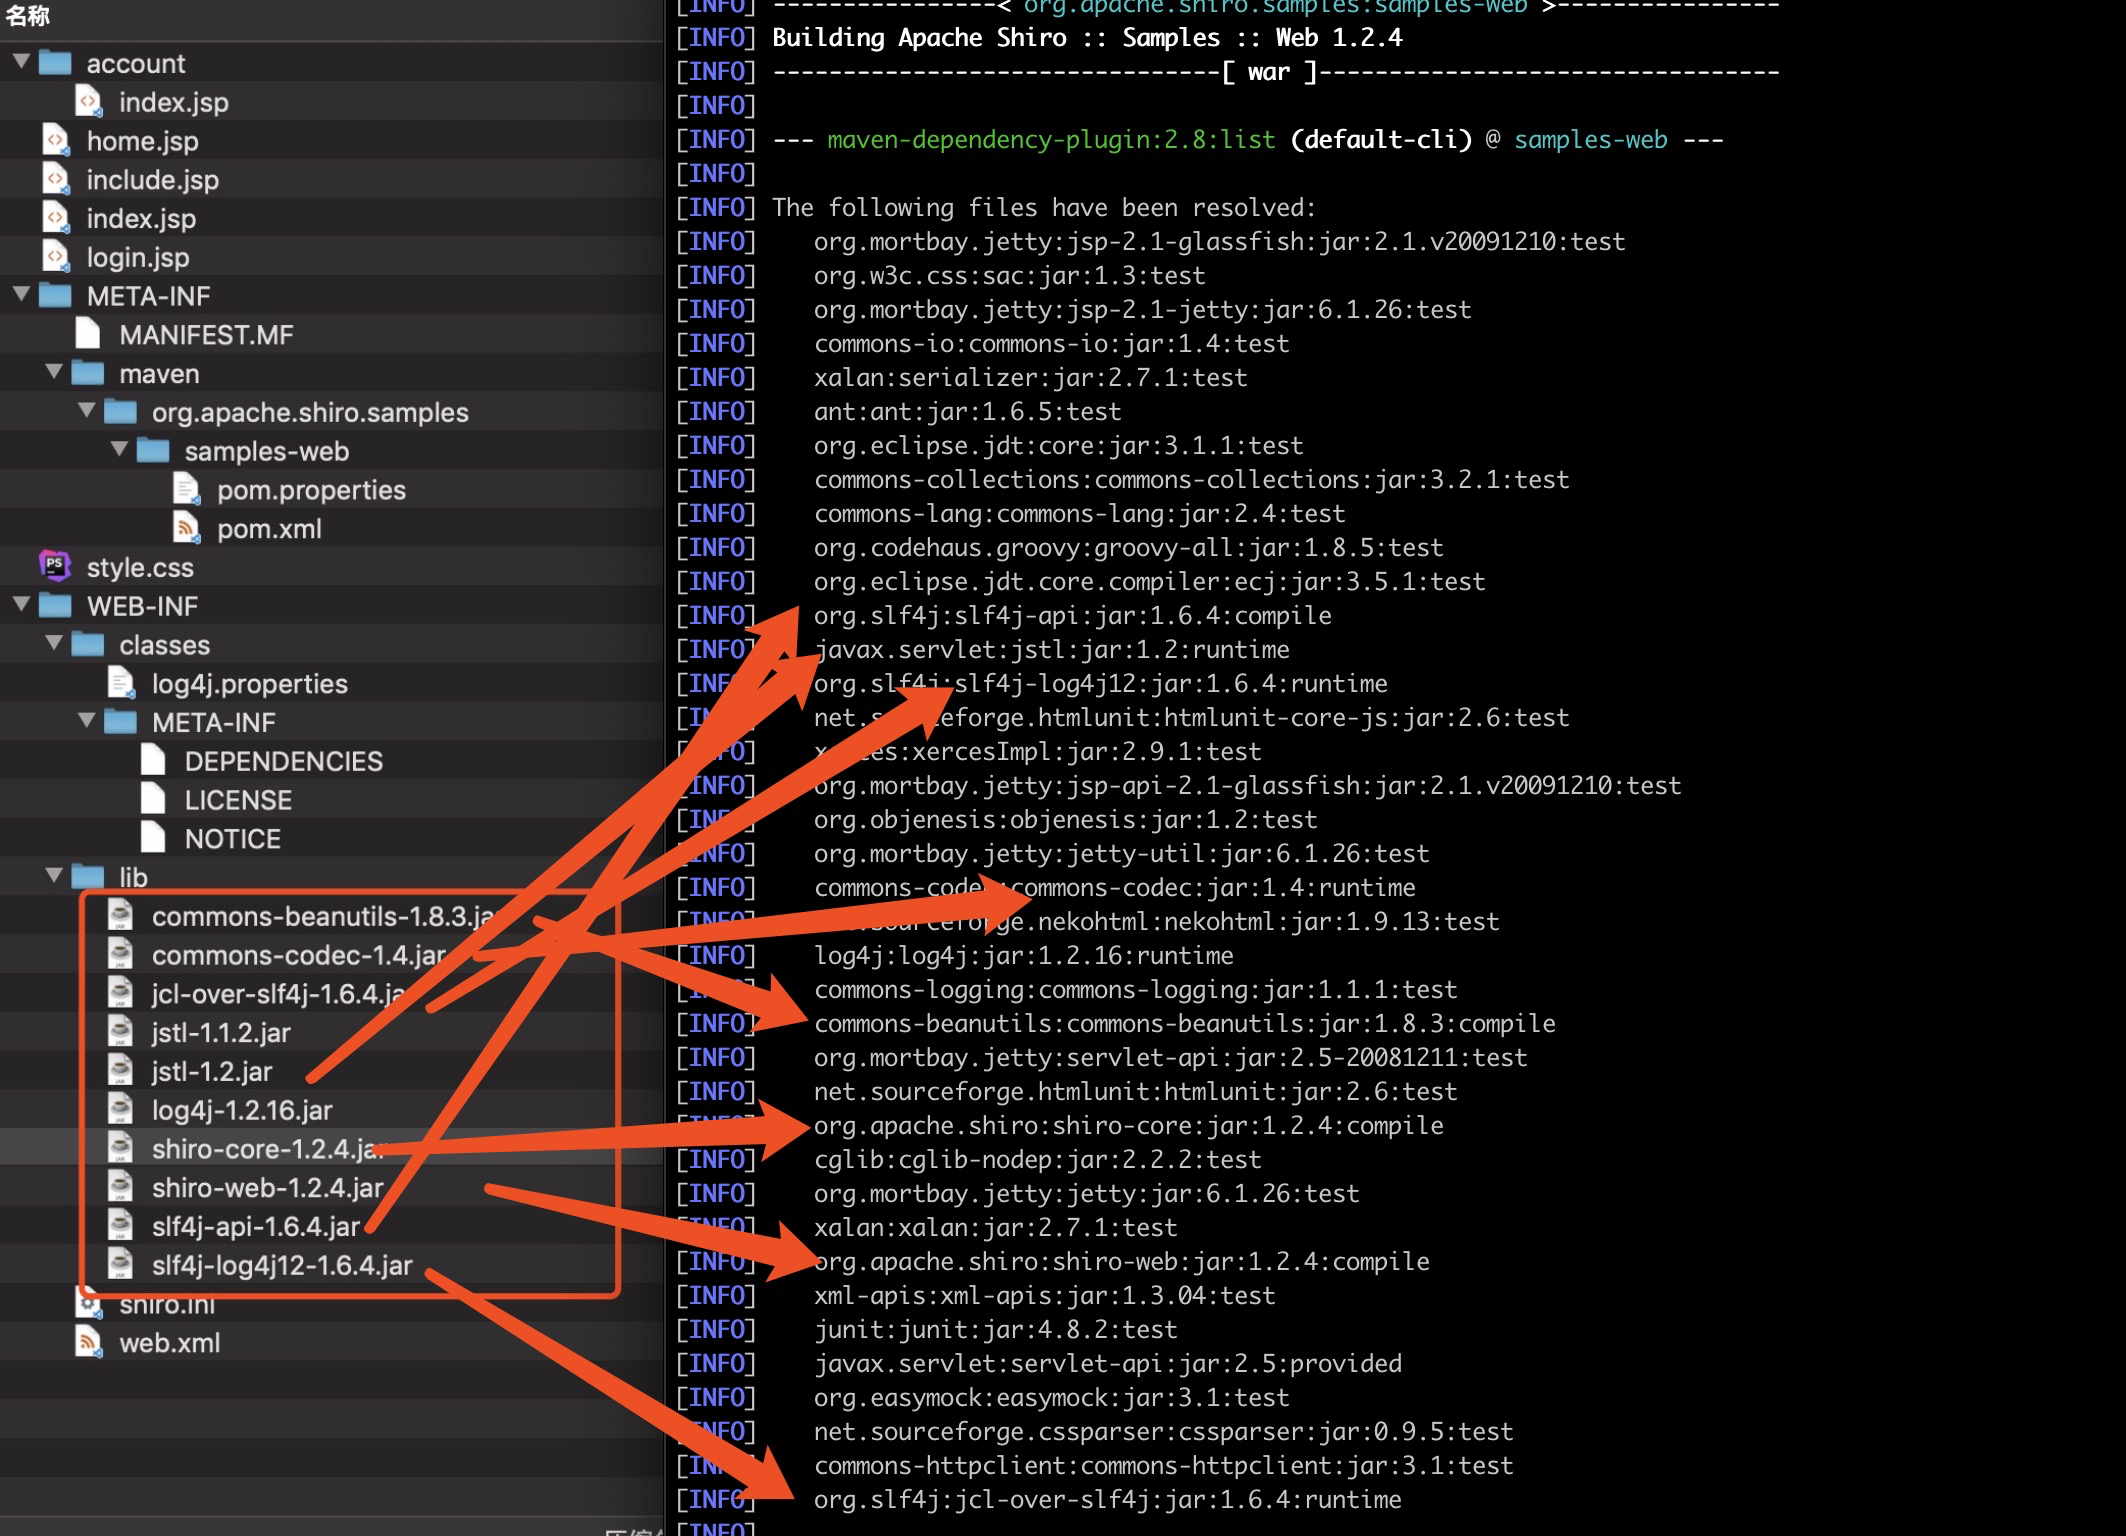 名称
account
index.jsp
home.jsp
include.jsp
index.jsp
login.jsp
META-INF
MANIFEST.MF
maven
org.apache.shiro.samples
samples-web
pom.properties
pom.xml
style.css
WEB-INF
classes
log4j.properties
META-INF
DEPENDENCIES
LICENSE
NOTICE
lib
commons-beanutils-1.8.3.ja
commons-codec-1.4.jar
jcl-over-slf4j-1.6.4.ja
jstl-1.1.2.jar
jstl-1.2.jar
log4j-1.2.16.jar
shiro-core-1.2.4.jar
shiro-web-1.2.4.jar
slf4j-api-1.6.4.jar
slf4j-log4j12-1.6.4.jar
shiro.ini
web.xml
[INFO] ----------------< org.apache.shiro.samples:samples-web >----------------
[INFO] Building Apache Shiro :: Samples :: Web 1.2.4
[INFO] --------------------------------[ war ]---------------------------------
[INFO]
[INFO] --- maven-dependency-plugin:2.8:list (default-cli) @ samples-web ---
[INFO]
[INFO] The following files have been resolved:
[INFO] org.mortbay.jetty:jsp-2.1-glassfish:jar:2.1.v20091210:test
[INFO] org.w3c.css:sac:jar:1.3:test
[INFO] org.mortbay.jetty:jsp-2.1-jetty:jar:6.1.26:test
[INFO] commons-io:commons-io:jar:1.4:test
[INFO] xalan:serializer:jar:2.7.1:test
[INFO] ant:ant:jar:1.6.5:test
[INFO] org.eclipse.jdt:core:jar:3.1.1:test
[INFO] commons-collections:commons-collections:jar:3.2.1:test
[INFO] commons-lang:commons-lang:jar:2.4:test
[INFO] org.codehaus.groovy:groovy-all:jar:1.8.5:test
[INFO] org.eclipse.jdt.core.compiler:ecj:jar:3.5.1:test
[INFO] org.slf4j:slf4j-api:jar:1.6.4:compile
[INFO] javax.servlet:jstl:jar:1.2:runtime
[INFO] org.slf4j:slf4j-log4j12:jar:1.6.4:runtime
[INFO] net.sourceforge.htmlunit:htmlunit-core-js:jar:2.6:test
[INFO] xerces:xercesImpl:jar:2.9.1:test
[INFO] org.mortbay.jetty:jsp-api-2.1-glassfish:jar:2.1.v20091210:test
[INFO] org.objenesis:objenesis:jar:1.2:test
[INFO] org.mortbay.jetty:jetty-util:jar:6.1.26:test
[INFO] commons-codec:commons-codec:jar:1.4:runtime
[INFO] net.sourceforge.nekohtml:nekohtml:jar:1.9.13:test
[INFO] log4j:log4j:jar:1.2.16:runtime
[INFO] commons-logging:commons-logging:jar:1.1.1:test
[INFO] commons-beanutils:commons-beanutils:jar:1.8.3:compile
[INFO] org.mortbay.jetty:servlet-api:jar:2.5-20081211:test
[INFO] net.sourceforge.htmlunit:htmlunit:jar:2.6:test
[INFO] org.apache.shiro:shiro-core:jar:1.2.4:compile
[INFO] cglib:cglib-nodep:jar:2.2.2:test
[INFO] org.mortbay.jetty:jetty:jar:6.1.26:test
[INFO] xalan:xalan:jar:2.7.1:test
[INFO] org.apache.shiro:shiro-web:jar:1.2.4:compile
[INFO] xml-apis:xml-apis:jar:1.3.04:test
[INFO] junit:junit:jar:4.8.2:test
[INFO] javax.servlet:servlet-api:jar:2.5:provided
[INFO] org.easymock:easymock:jar:3.1:test
[INFO] net.sourceforge.cssparser:cssparser:jar:0.9.5:test
[INFO] commons-httpclient:commons-httpclient:jar:3.1:test
[INFO] org.slf4j:jcl-over-slf4j:jar:1.6.4:runtime
[INFO]